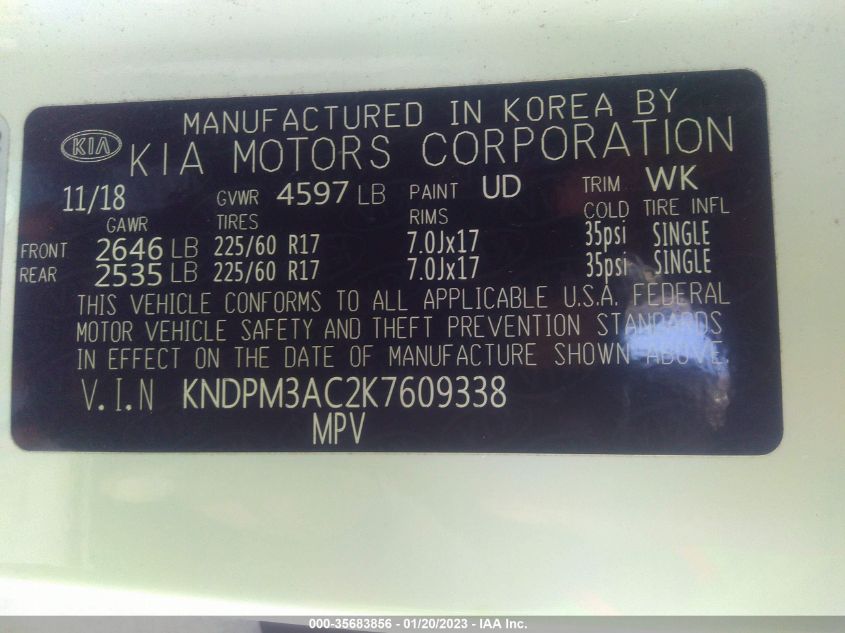 MANUFACTURED IN KOREA BY
KIA KIA MOTORS CORPORATION
11/18 GVWR 4597 LB PAINT UD TRIM WK
GAWR TIRES RIMS COLD TIRE INFL
FRONT 2646 LB 225/60 R17 7.0Jx17 35psi SINGLE
REAR 2535 LB 225/60 R17 7.0Jx17 35psi SINGLE
THIS VEHICLE CONFORMS TO ALL APPLICABLE U.S.A. FEDERAL
MOTOR VEHICLE SAFETY AND THEFT PREVENTION STANDARDS
IN EFFECT ON THE DATE OF MANUFACTURE SHOWN ABOVE.
V.I.N KNDPM3AC2K7609338
MPV
000-35683856 - 01/20/2023 - IAA Inc.